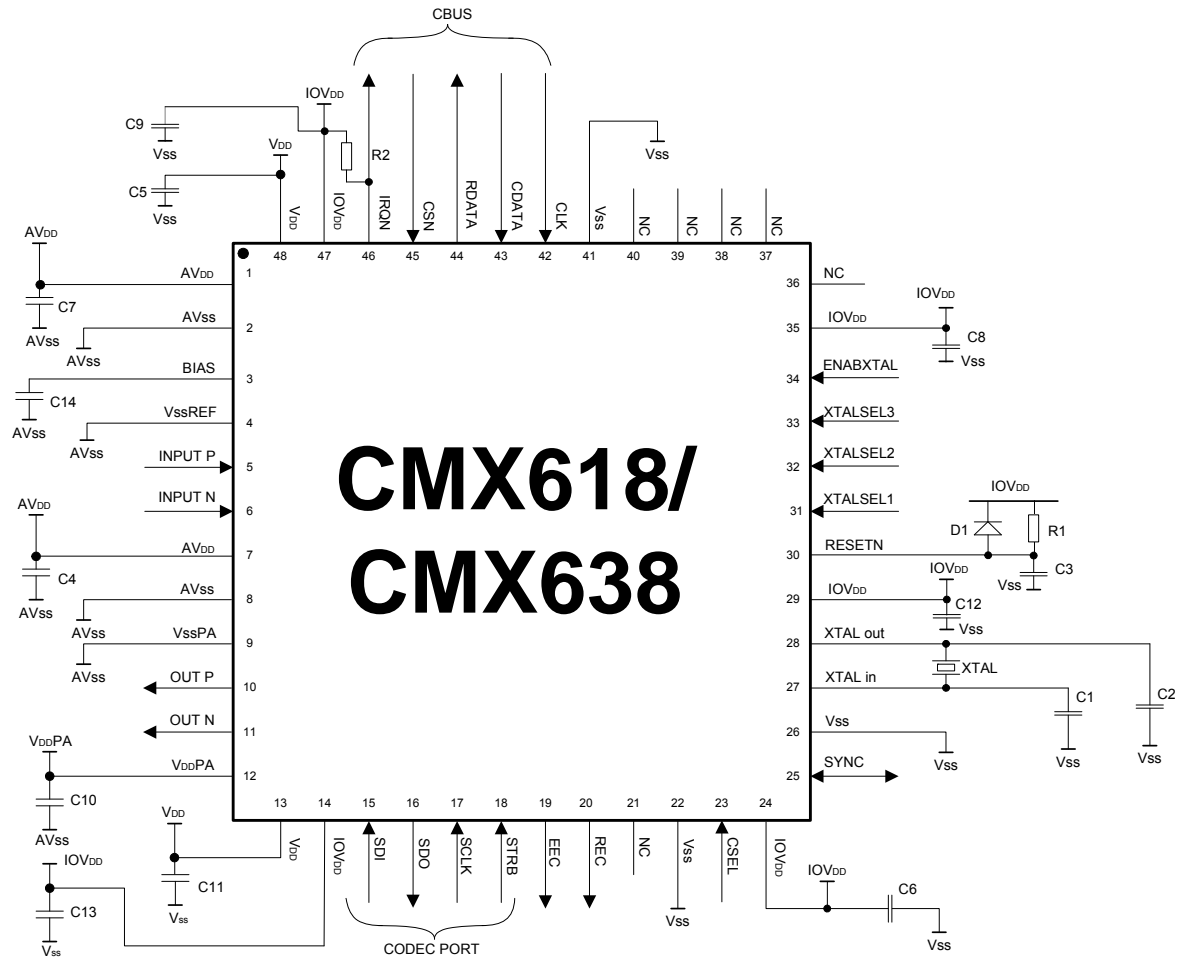 CBUS
IOVDD
C9
Vss
VDD
R2
C5
Vss
Vss
VDD
IOVDD
IRQN
CSN
RDATA
CDATA
CLK
Vss
NC
NC
NC
NC
48
47
46
45
44
43
42
41
40
39
38
37
AVDD
C7
AVss
AVDD
1
AVss
AVss
2
BIAS
C14
AVss
3
VssREF
AVss
4
INPUT P
5
INPUT N
6
AVDD
C4
AVss
AVDD
7
AVss
AVss
8
VssPA
AVss
9
OUT P
10
OUT N
11
VDDPA
VDDPA
C10
AVss
12
CMX618/
CMX638
36
NC
35
IOVDD
IOVDD
C8
Vss
34
ENABXTAL
33
XTALSEL3
32
XTALSEL2
31
XTALSEL1
IOVDD
D1
R1
30
RESETN
C3
Vss
29
IOVDD
IOVDD
C12
Vss
28
XTAL out
XTAL
27
XTAL in
C1
Vss
C2
Vss
26
Vss
Vss
25
SYNC
13
14
15
16
17
18
19
20
21
22
23
24
VDD
IOVDD
SDI
SDO
SCLK
STRB
EEC
REC
NC
Vss
CSEL
IOVDD
VDD
C11
Vss
IOVDD
C13
Vss
CODEC PORT
Vss
IOVDD
C6
Vss